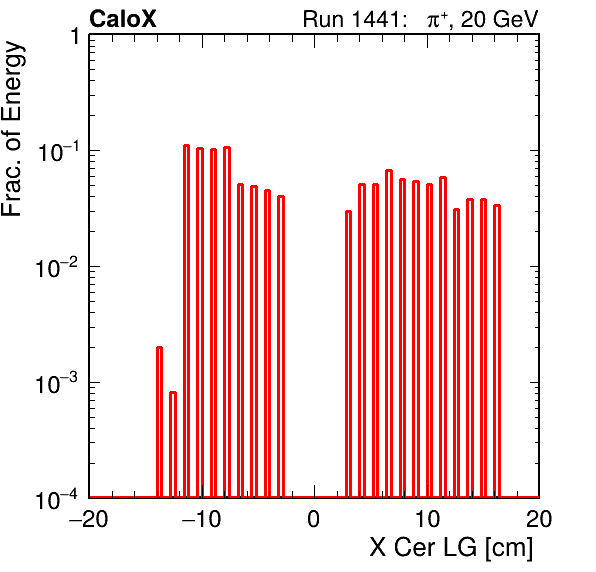 CaloX Run 1441: π⁺, 20 GeV
Frac. of Energy
1
10⁻¹
10⁻²
10⁻³
10⁻⁴
−20 −10 0 10 20
X Cer LG [cm]